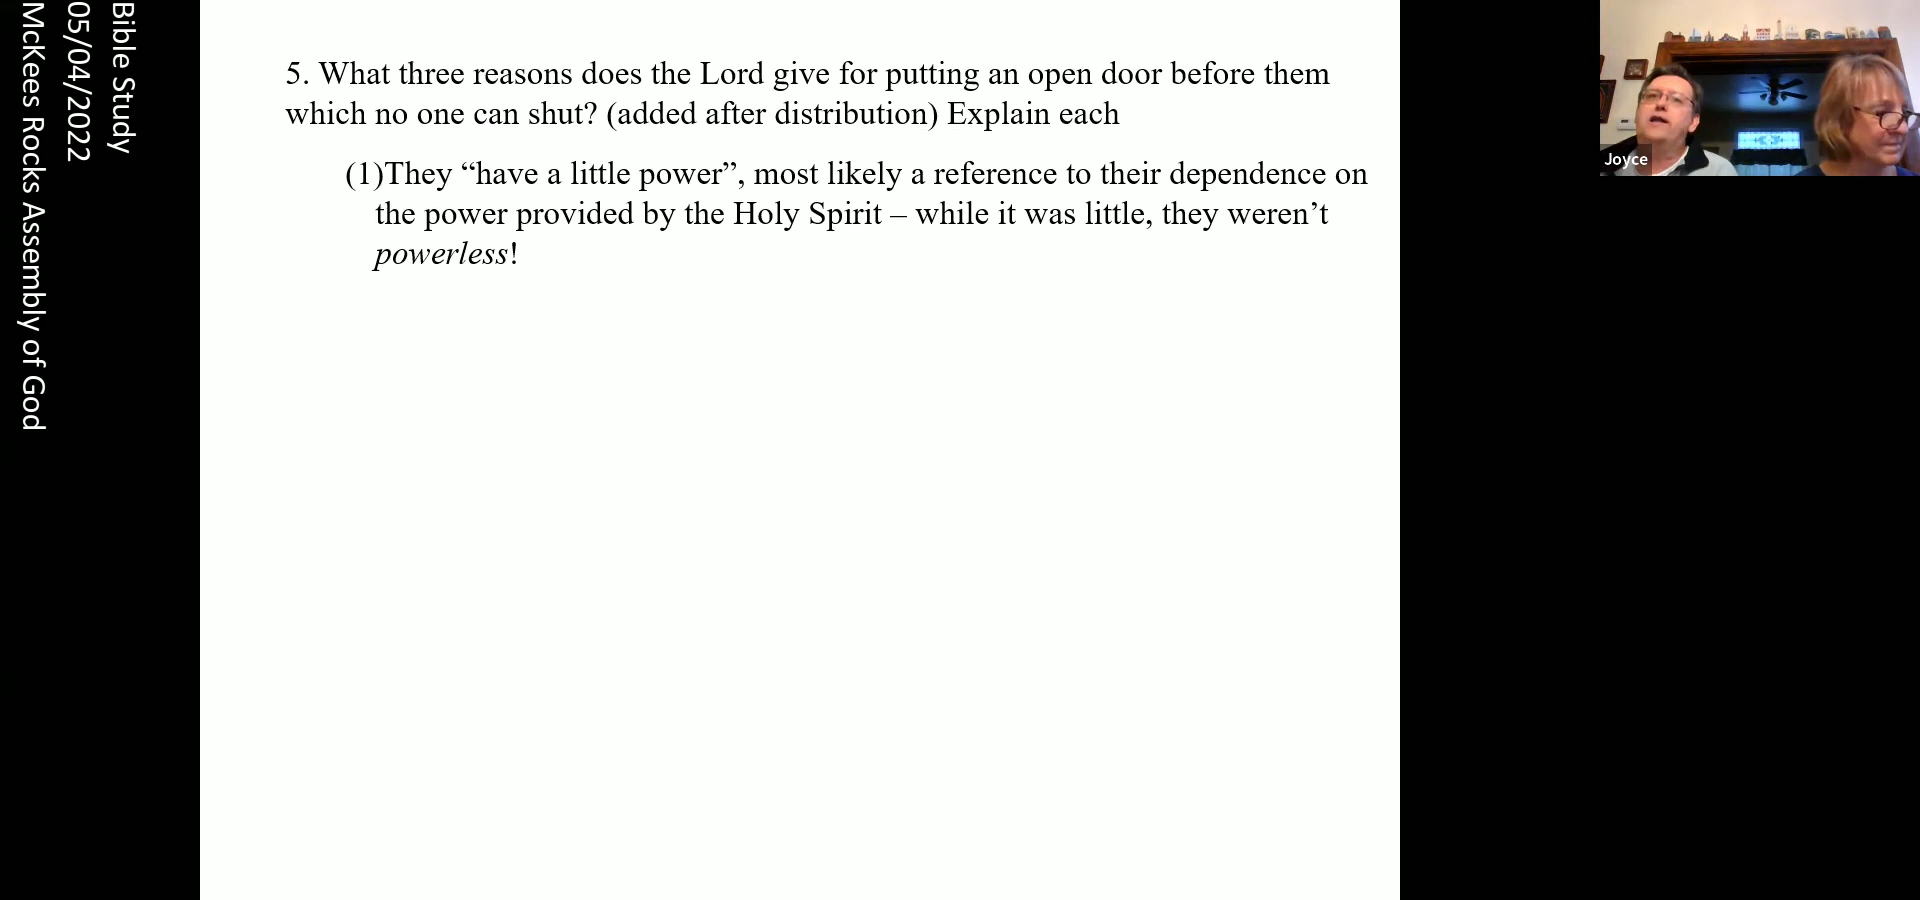 Bible Study
05/04/2022
McKees Rocks Assembly of God
5. What three reasons does the Lord give for putting an open door before them
which no one can shut? (added after distribution) Explain each
(1)They “have a little power”, most likely a reference to their dependence on
the power provided by the Holy Spirit – while it was little, they weren’t
powerless!
Joyce